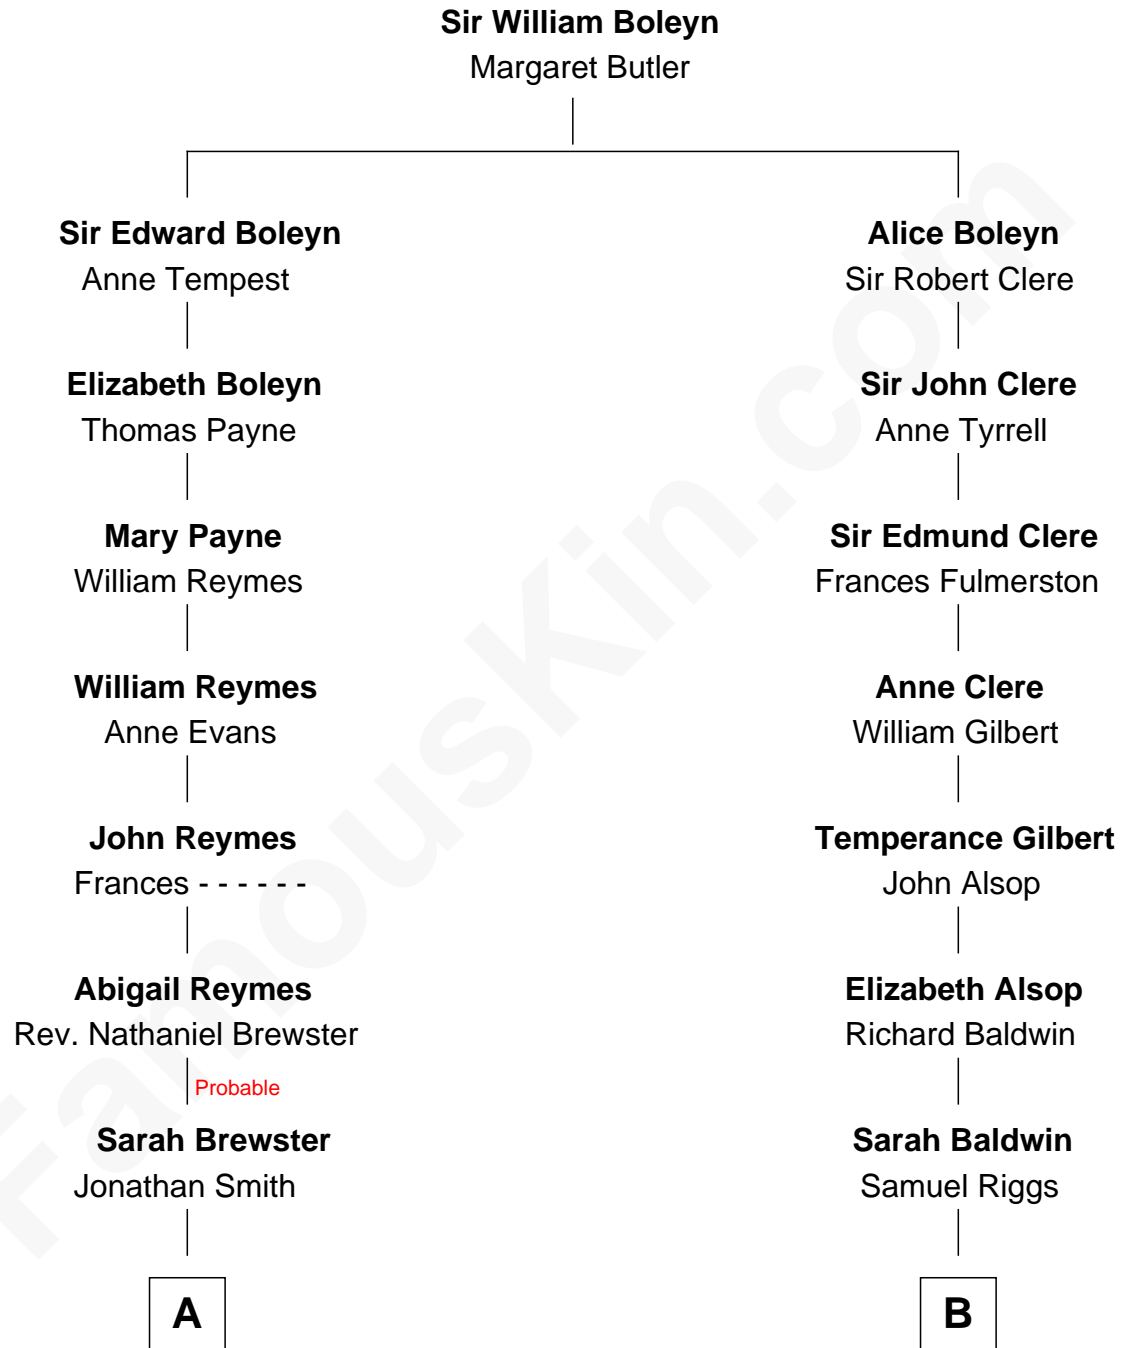 Sir William Boleyn
Margaret Butler
Sir Edward Boleyn
Anne Tempest
Elizabeth Boleyn
Thomas Payne
Mary Payne
William Reymes
William Reymes
Anne Evans
John Reymes
Frances - - - - - -
Abigail Reymes
Rev. Nathaniel Brewster
Probable
Sarah Brewster
Jonathan Smith
A
Alice Boleyn
Sir Robert Clere
Sir John Clere
Anne Tyrrell
Sir Edmund Clere
Frances Fulmerston
Anne Clere
William Gilbert
Temperance Gilbert
John Alsop
Elizabeth Alsop
Richard Baldwin
Sarah Baldwin
Samuel Riggs
B
FamousKin.com